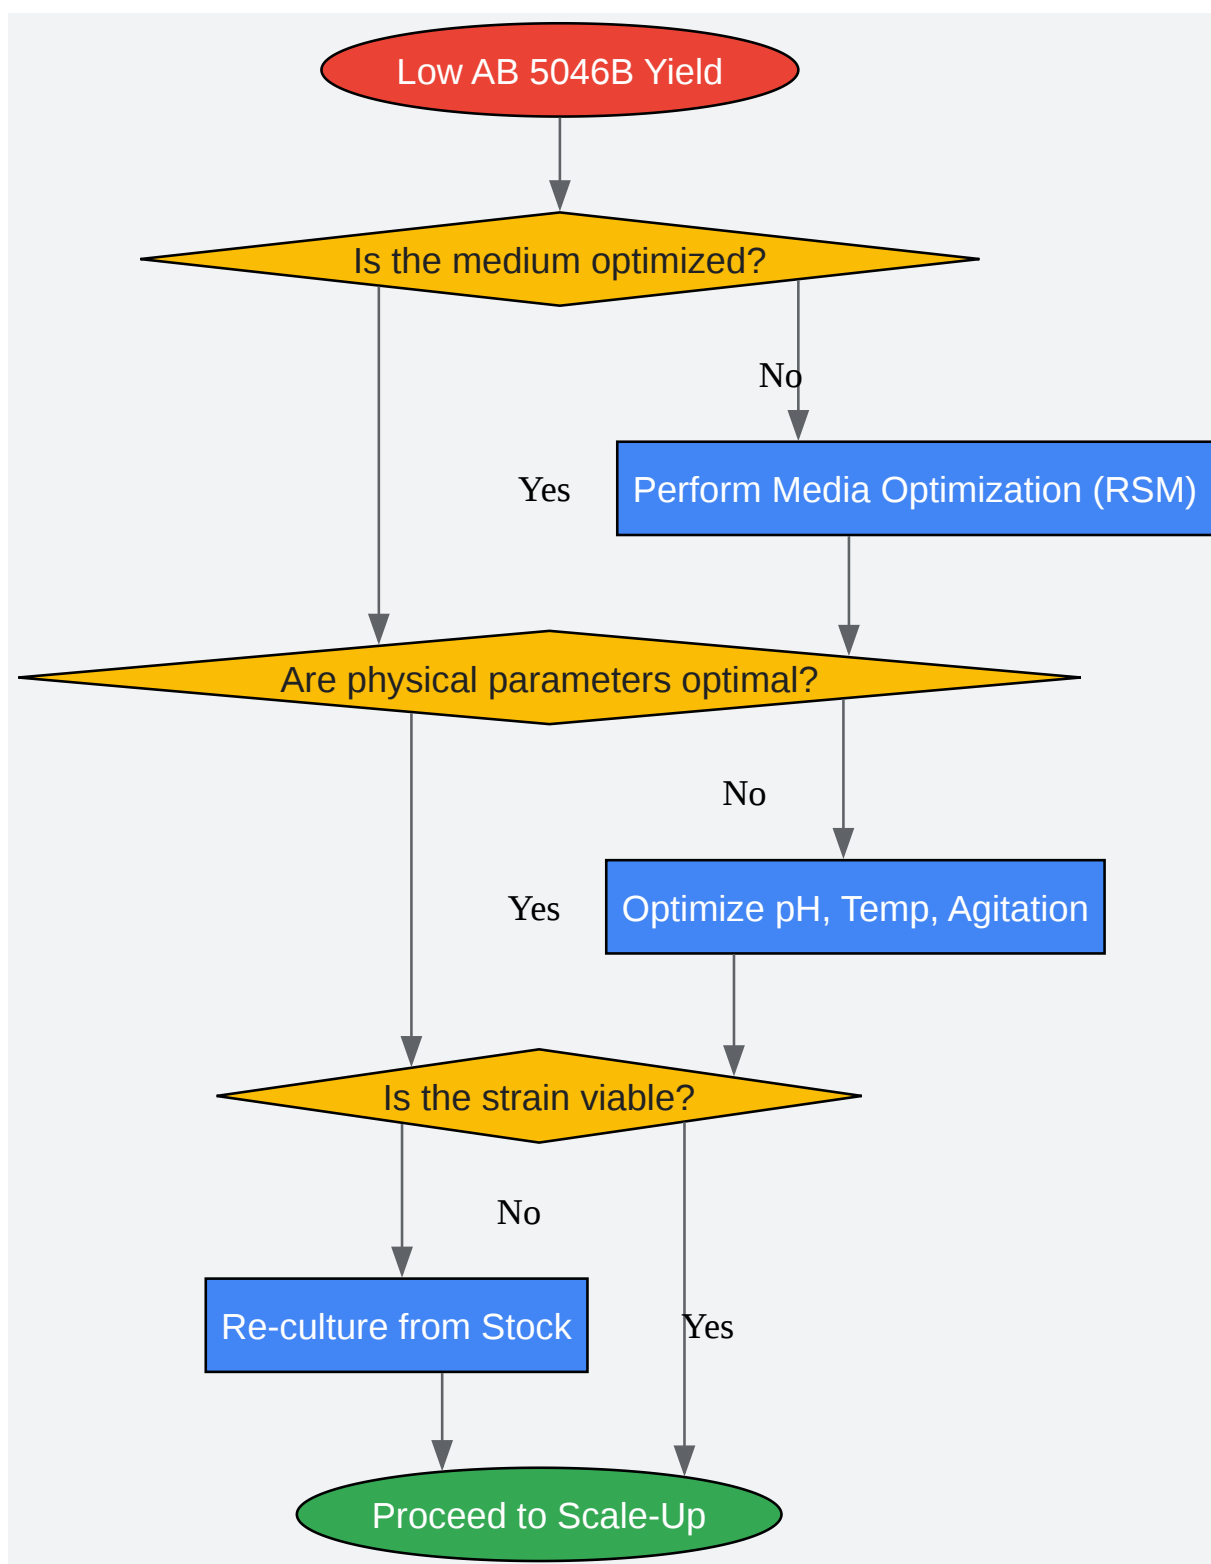 Low AB 5046B Yield
Is the medium optimized?
No
Yes
Perform Media Optimization (RSM)
Are physical parameters optimal?
No
Yes
Optimize pH, Temp, Agitation
Is the strain viable?
No
Re-culture from Stock
Yes
Proceed to Scale-Up